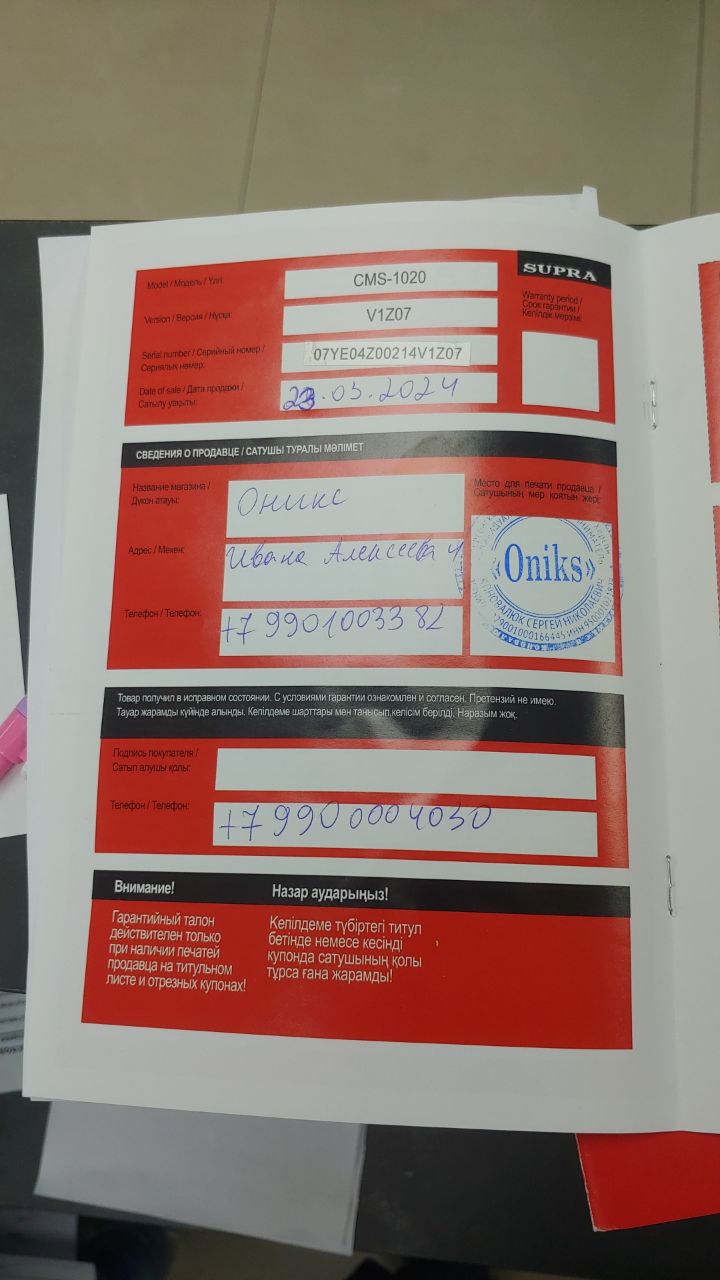 Model / Модель / Үлгі:
CMS-1020
SUPRA
Version / Версия / Нұсқа:
V1Z07
Warranty period /
Срок гарантии /
Кепілдік мерзімі:
Serial number / Серийный номер /
Сериялық нөмер:
07YE04Z00214V1Z07
Date of sale / Дата продажи /
Сатылу уақыты:
23.03.2024
СВЕДЕНИЯ О ПРОДАВЦЕ / САТУШЫ ТУРАЛЫ МӘЛІМЕТ
Название магазина /
Дүкен атауы:
Оникс
Место для печати продавца /
Сатушының мөр қоятын жері:
Адрес / Мекен:
Ивана Алексеева
«Oniks»
КОНОВАЛЮК СЕРГЕЙ НИКОЛАЕВИЧ
Телефон / Телефон:
+7 9901003382
Товар получил в исправном состоянии. С условиями гарантии ознакомлен и согласен. Претензий не имею.
Тауар жарамды күйінде алынды. Кепілдеме шарттары мен танысып,келісім берілді. Наразым жоқ.
Подпись покупателя /
Сатып алушы қолы:
Телефон / Телефон:
+7 9900004030
Внимание!
Гарантийный талон
действителен только
при наличии печатей
продавца на титульном
листе и отрезных купонах!
Назар аударыңыз!
Кепілдеме түбіртегі титул
бетінде немесе кесінді
купонда сатушының қолы
тұрса ғана жарамды!